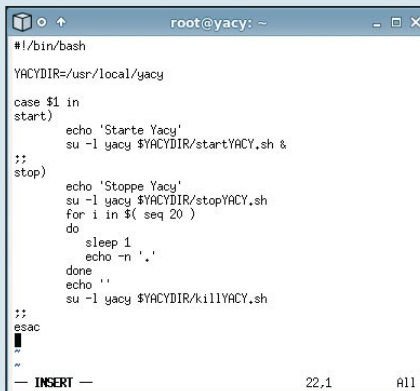 root@yacy: ~
#!/bin/bash
YACYDIR=/usr/local/yacy
case $1 in
start)
echo 'Starte Yacy'
su -l yacy $YACYDIR/startYACY.sh &
;;
stop)
echo 'Stoppe Yacy'
su -l yacy $YACYDIR/stopYACY.sh
for i in $( seq 20 )
do
sleep 1
echo -n '.'
done
echo ''
su -l yacy $YACYDIR/killYACY.sh
;;
esac
~
~
— INSERT — 22,1 All